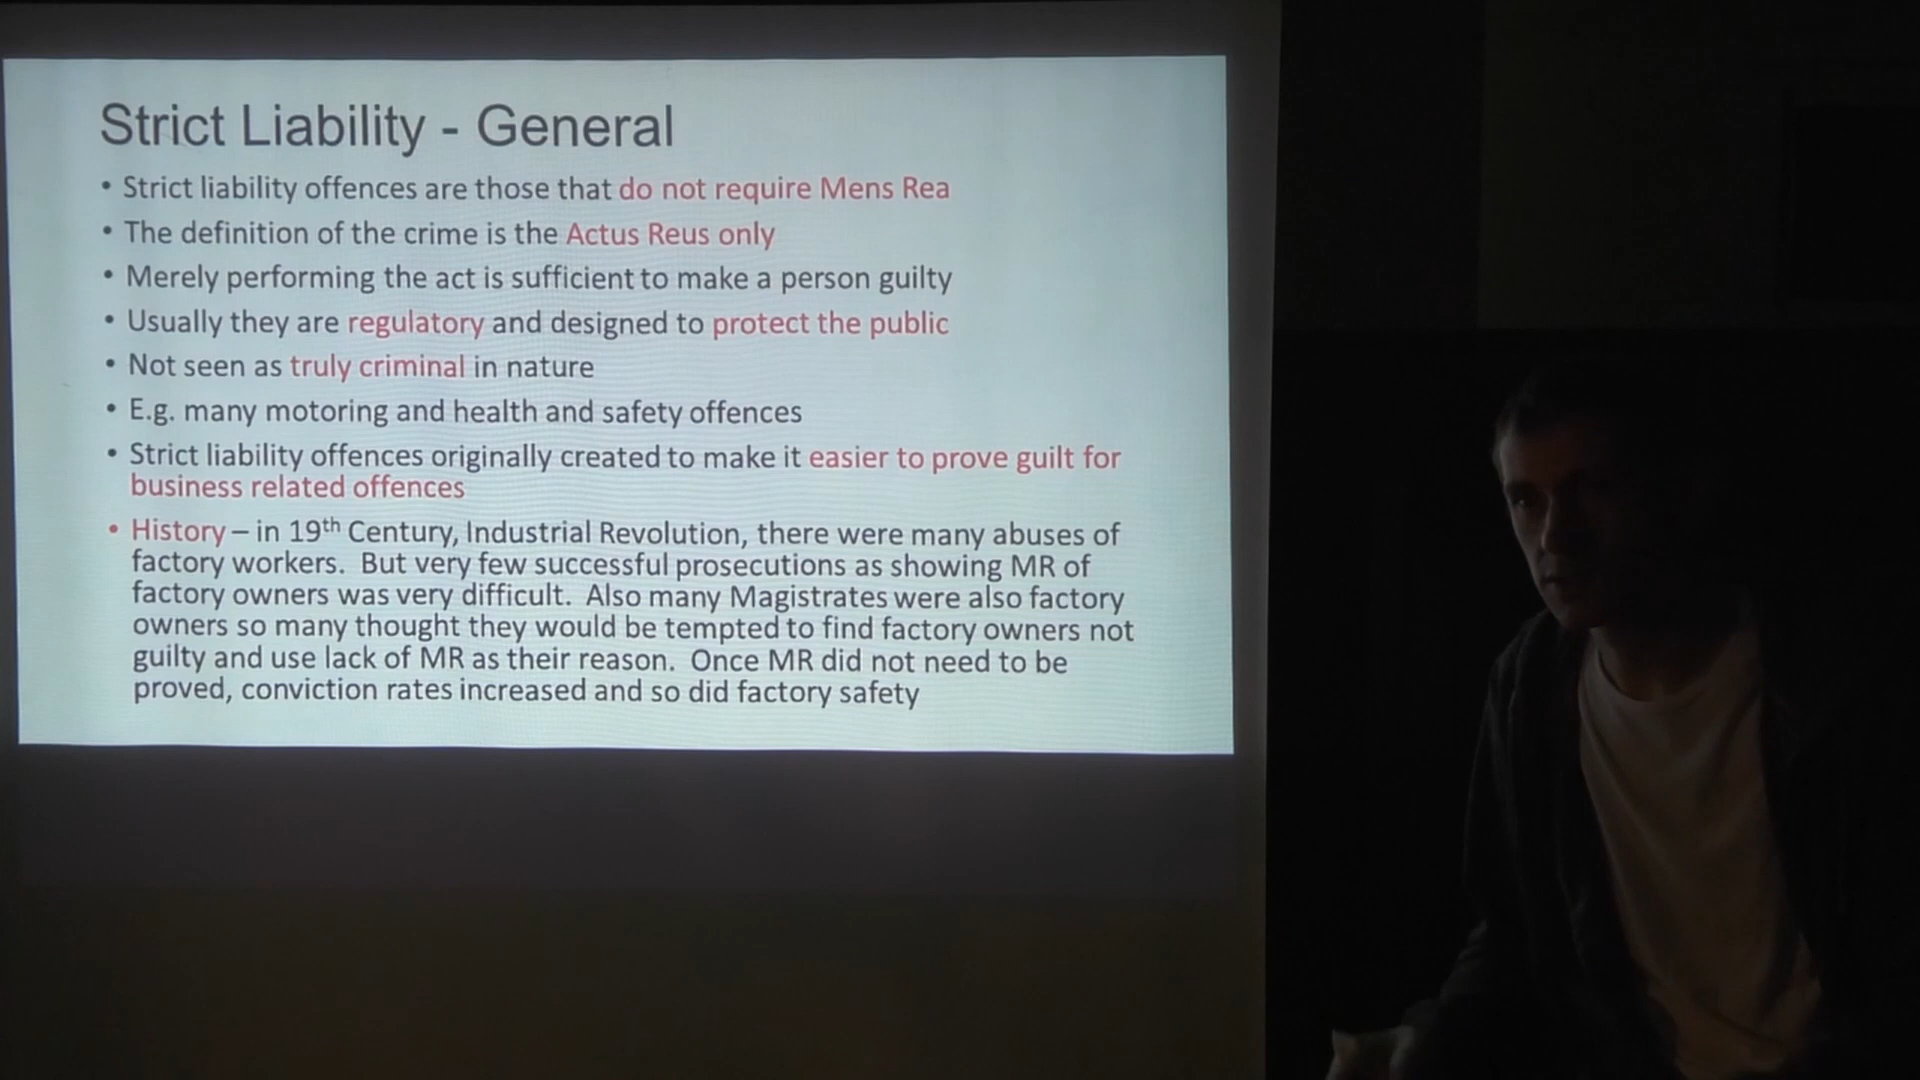 Strict Liability - General
• Strict liability offences are those that do not require Mens Rea
• The definition of the crime is the Actus Reus only
• Merely performing the act is sufficient to make a person guilty
• Usually they are regulatory and designed to protect the public
• Not seen as truly criminal in nature
• E.g. many motoring and health and safety offences
• Strict liability offences originally created to make it easier to prove guilt for
business related offences
• History – in 19th Century, Industrial Revolution, there were many abuses of
factory workers. But very few successful prosecutions as showing MR of
factory owners was very difficult. Also many Magistrates were also factory
owners so many thought they would be tempted to find factory owners not
guilty and use lack of MR as their reason. Once MR did not need to be
proved, conviction rates increased and so did factory safety